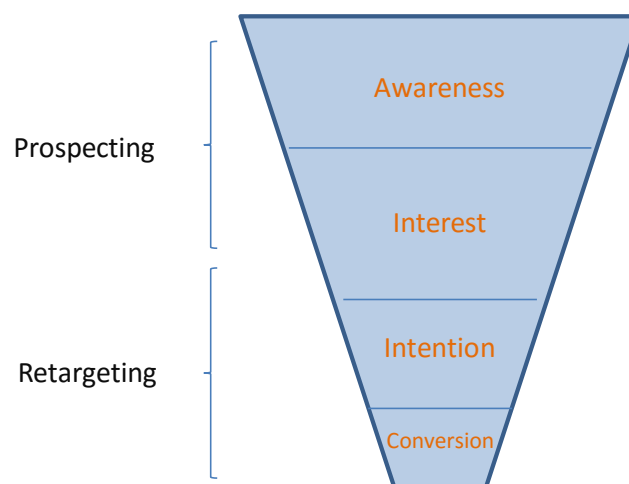 Awareness
Prospecting
Interest
Intention
Retargeting
Conversion